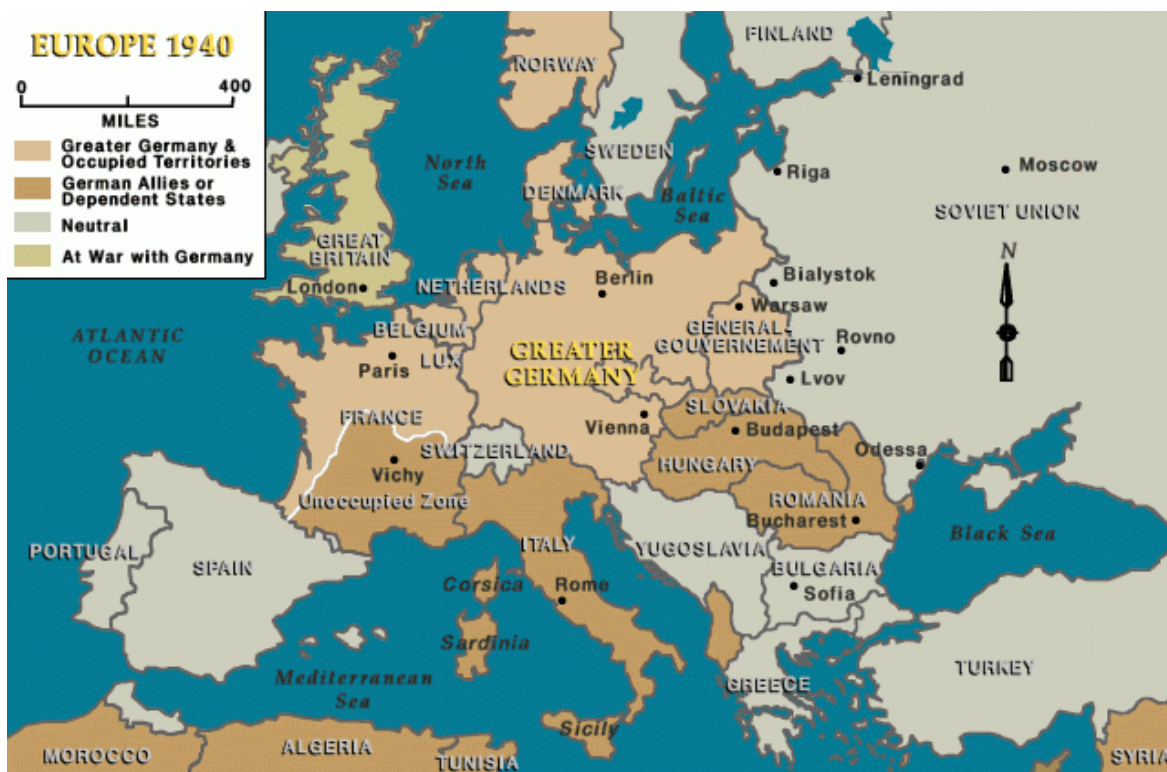 EUROPE 1940
0 400
MILES
Greater Germany &
Occupied Territories
German Allies or
Dependent States
Neutral
At War with Germany
FINLAND
NORWAY
Leningrad
North
Sea
SWEDEN
Riga
Moscow
DENMARK
Baltic
Sea
SOVIET UNION
GREAT
BRITAIN
N
London
NETHERLANDS
Berlin
Bialystok
Warsaw
ATLANTIC
OCEAN
BELGIUM
GENERAL-
GOUVERNEMENT
Rovno
Paris
LUX
GREATER
GERMANY
Lvov
FRANCE
Vienna
SLOVAKIA
Budapest
SWITZERLAND
Odessa
Vichy
HUNGARY
Unoccupied Zone
ROMANIA
Bucharest
Black Sea
PORTUGAL
SPAIN
ITALY
YUGOSLAVIA
BULGARIA
Sofia
Corsica
Rome
Sardinia
Mediterranean
Sea
GREECE
TURKEY
Sicily
MOROCCO
ALGERIA
TUNISIA
SYRIA